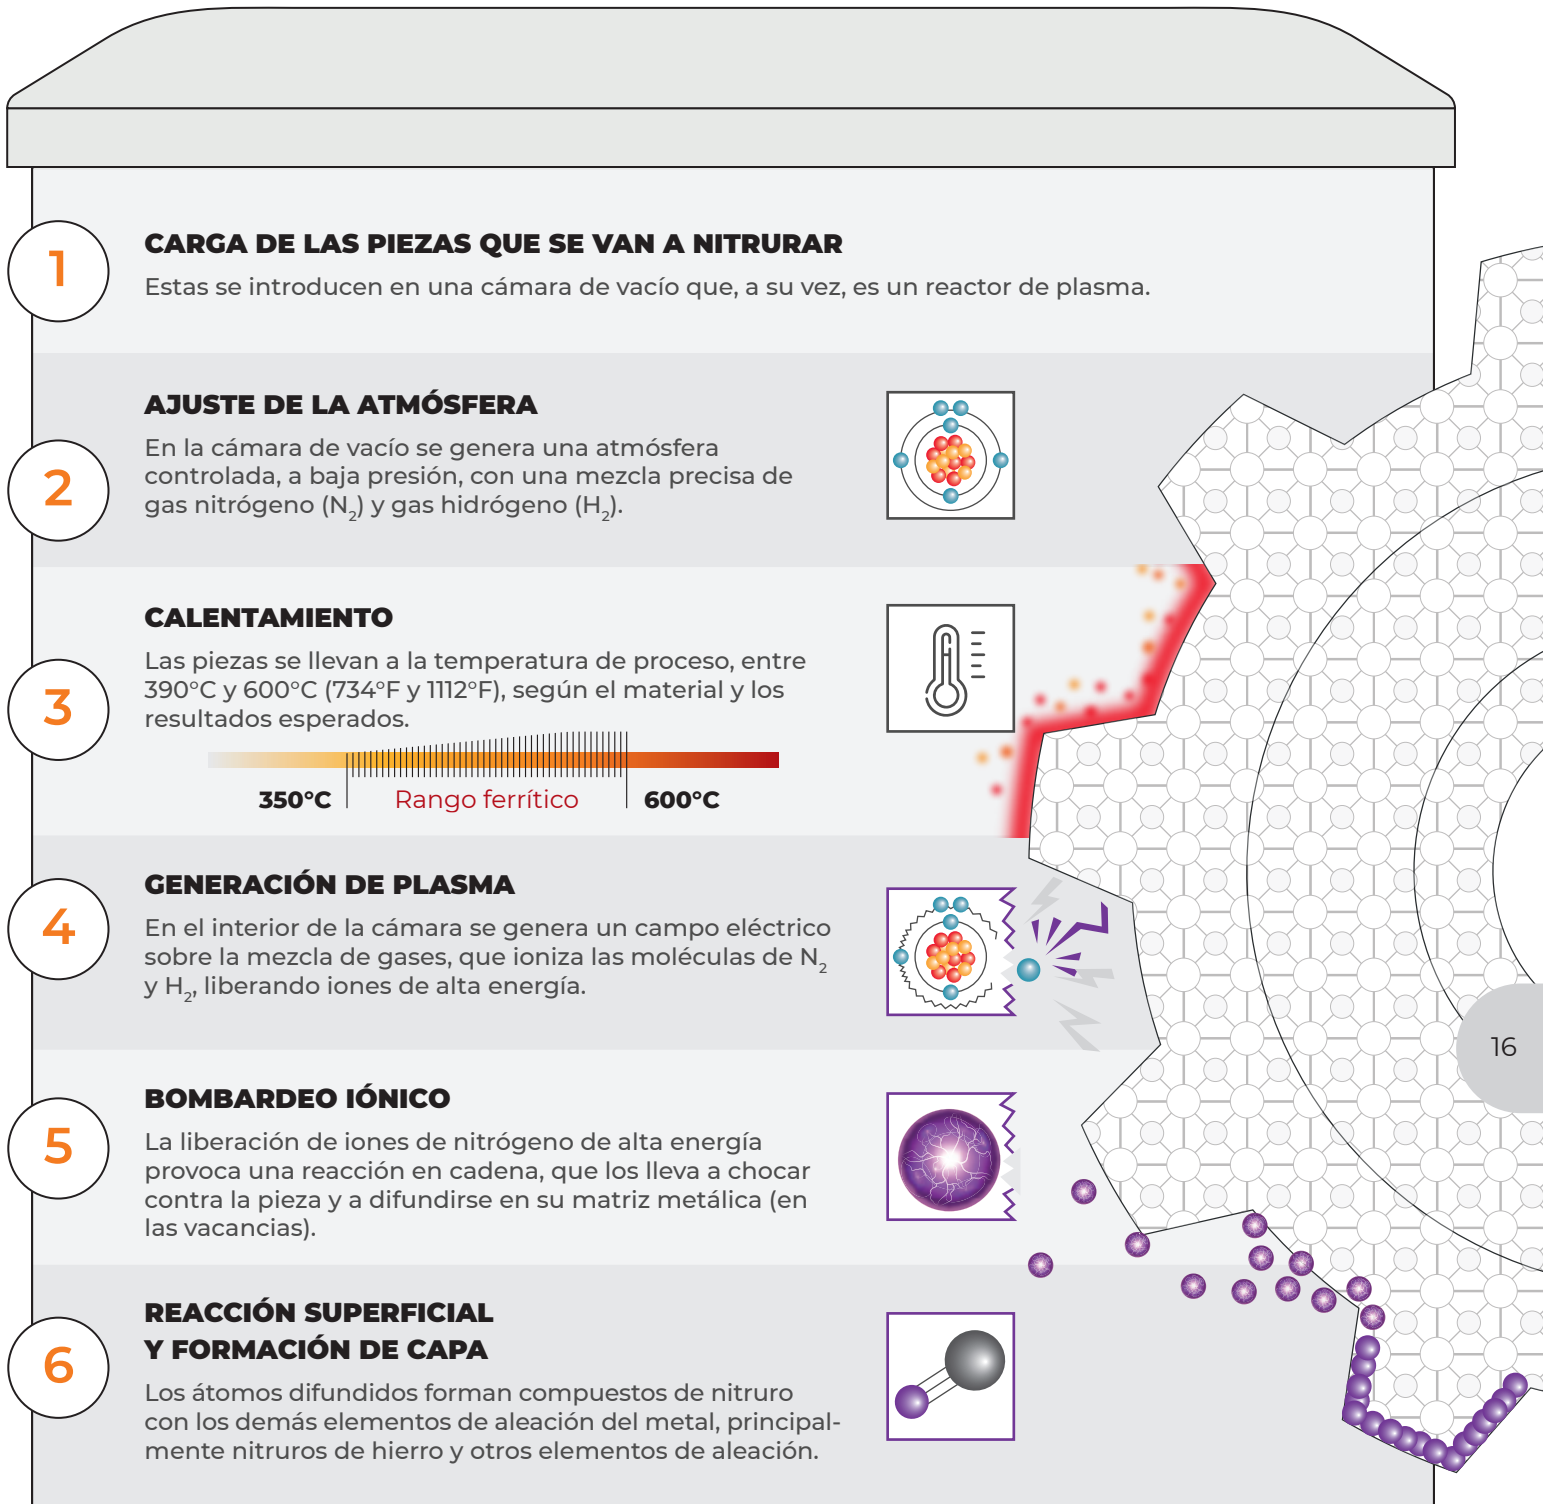 1
CARGA DE LAS PIEZAS QUE SE VAN A NITRURAR
Estas se introducen en una cámara de vacío que, a su vez, es un reactor de plasma.
2
AJUSTE DE LA ATMÓSFERA
En la cámara de vacío se genera una atmósfera
controlada, a baja presión, con una mezcla precisa de
gas nitrógeno (N₂) y gas hidrógeno (H₂).
3
CALENTAMIENTO
Las piezas se llevan a la temperatura de proceso, entre
390°C y 600°C (734°F y 1112°F), según el material y los
resultados esperados.
350°C Rango ferrítico 600°C
4
GENERACIÓN DE PLASMA
En el interior de la cámara se genera un campo eléctrico
sobre la mezcla de gases, que ioniza las moléculas de N₂
y H₂, liberando iones de alta energía.
16
5
BOMBARDEO IÓNICO
La liberación de iones de nitrógeno de alta energía
provoca una reacción en cadena, que los lleva a chocar
contra la pieza y a difundirse en su matriz metálica (en
las vacancias).
6
REACCIÓN SUPERFICIAL
Y FORMACIÓN DE CAPA
Los átomos difundidos forman compuestos de nitruro
con los demás elementos de aleación del metal, principal-
mente nitruros de hierro y otros elementos de aleación.